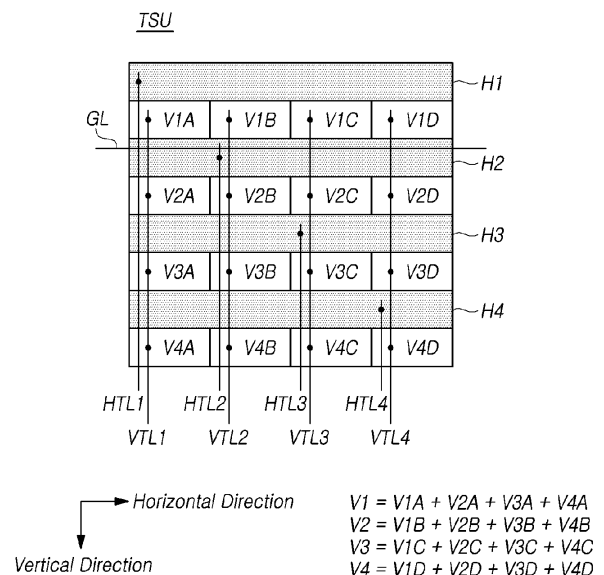 TSU
H1
GL
V1A V1B V1C V1D
H2
V2A V2B V2C V2D
H3
V3A V3B V3C V3D
H4
V4A V4B V4C V4D
HTL1 HTL2 HTL3 HTL4
VTL1 VTL2 VTL3 VTL4
Horizontal Direction
Vertical Direction
V1 = V1A + V2A + V3A + V4A
V2 = V1B + V2B + V3B + V4B
V3 = V1C + V2C + V3C + V4C
V4 = V1D + V2D + V3D + V4D